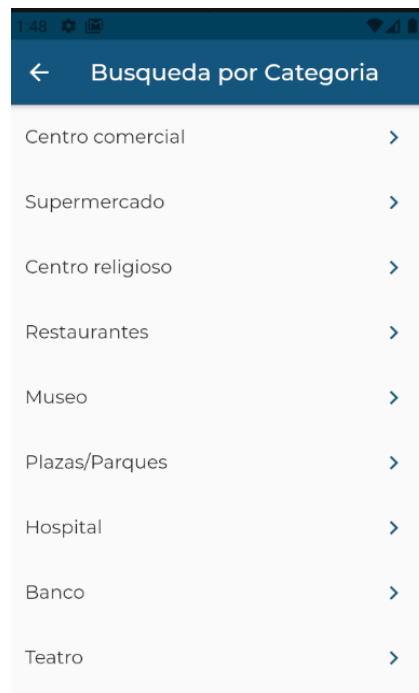 1:48
Busqueda por Categoria
Centro comercial
Supermercado
Centro religioso
Restaurantes
Museo
Plazas/Parques
Hospital
Banco
Teatro